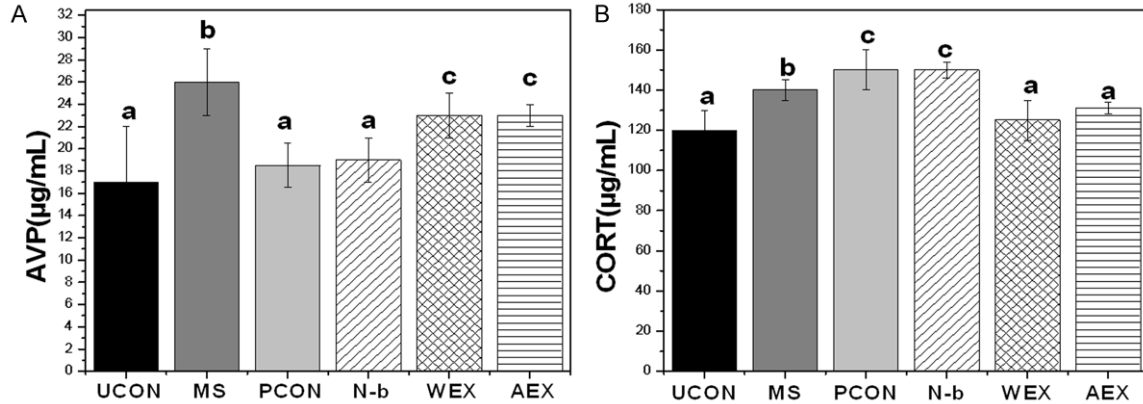 A
AVP(µg/mL)
32
30
28
26
24
22
20
18
16
14
12
10
8
6
4
2
0
a
b
a
a
c
c
UCON MS PCON N-b WEX AEX
B
CORT(µg/mL)
180
160
140
120
100
80
60
40
20
0
a
b
c
c
a
a
UCON MS PCON N-b WEX AEX